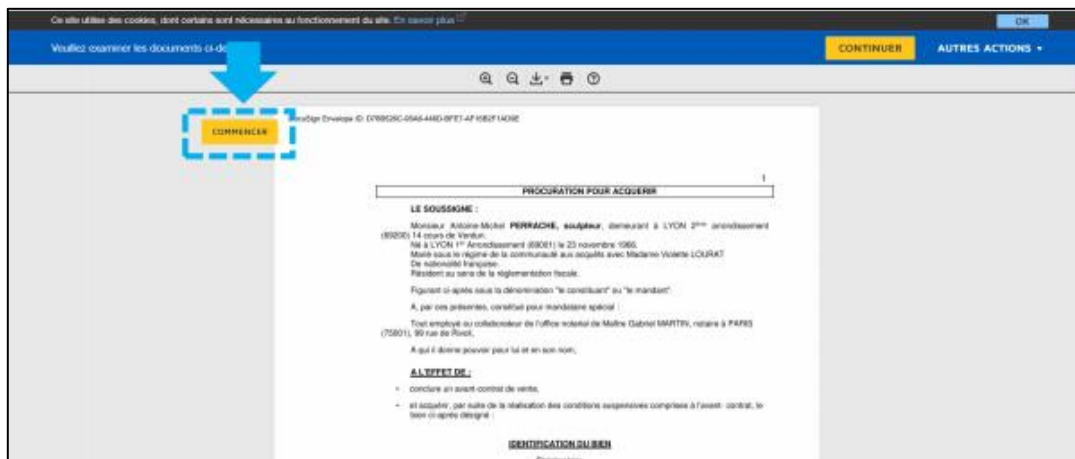 Ce site utilise des cookies, dont certains sont nécessaires au fonctionnement du site. En savoir plus
OK
Veuillez examiner les documents ci-de
CONTINUER
AUTRES ACTIONS
COMMENCER
Envelope ID:
1
PROCURATION POUR ACQUERIR
LE SOUSSIGNE :
Monsieur Antoine-Michel PERRACHE, sculpteur, demeurant à LYON 2ème arrondissement
(69200) 14 cours de Verdun.
Né à LYON 1er Arrondissement (69001) le 23 novembre 1966.
Marié sous le régime de la communauté aux acquêts avec Madame Violette LOURAT
De nationalité française.
Résident au sens de la réglementation fiscale.
Figurant ci-après sous la dénomination "le constituant" ou "le mandant"
A, par ces présentes, constitué pour mandataire spécial :
Tout employé ou collaborateur de l'office notarial de Maître Gabriel MARTIN, notaire à PARIS
(75001), 99 rue de Rivoli,
A qui il donne pouvoir pour lui et en son nom,
A L'EFFET DE :
- conclure un avant-contrat de vente,
- et acquérir, par suite de la réalisation des conditions suspensives comprises à l'avant- contrat, le
bien ci-après désigné :
IDENTIFICATION DU BIEN